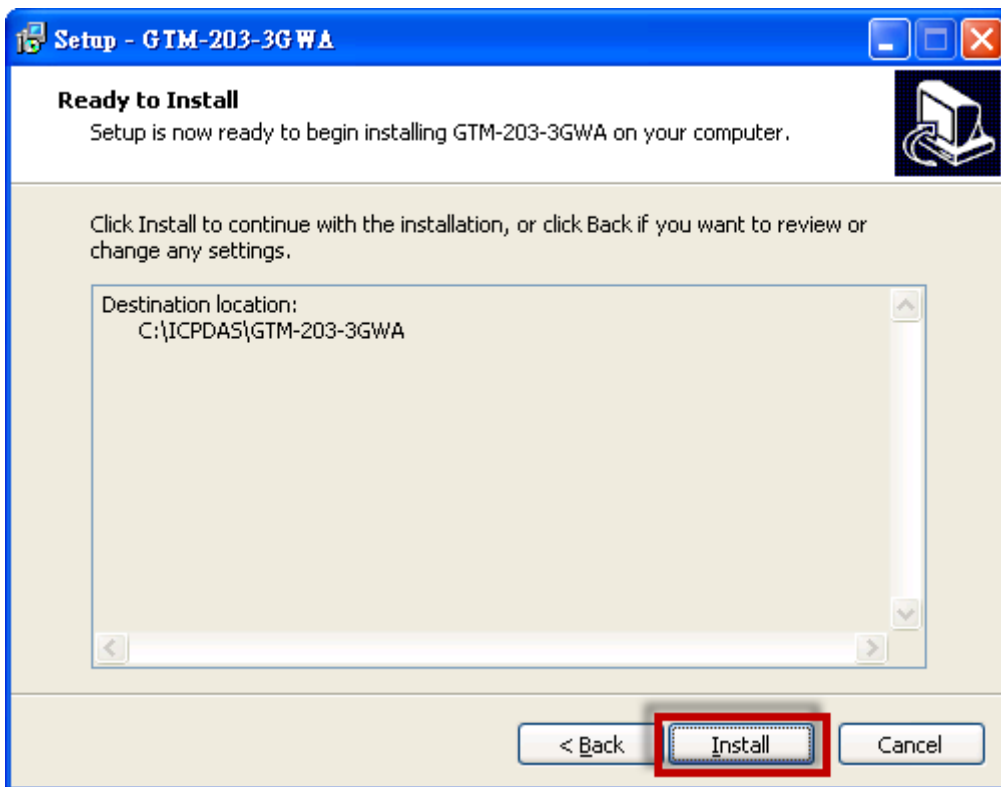 Setup - GTM-203-3GWA
Ready to Install
Setup is now ready to begin installing GTM-203-3GWA on your computer.
Click Install to continue with the installation, or click Back if you want to review or
change any settings.
Destination location:
C:\ICPDAS\GTM-203-3GWA
< Back
Install
Cancel